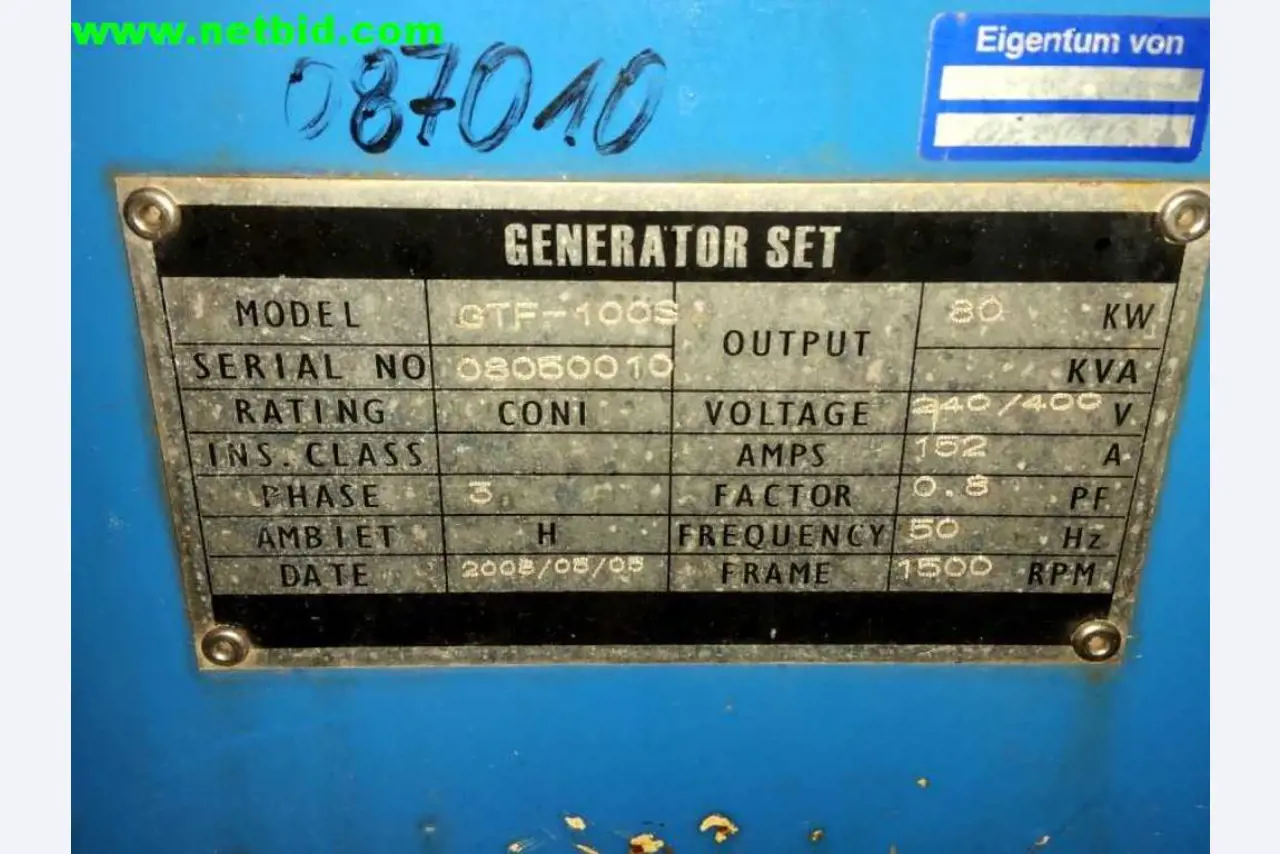 www.netbid.com
087010
Eigentum von
GENERATOR SET
MODEL GTF-100S OUTPUT 80 KW
SERIAL NO 08050010 KVA
RATING CONI VOLTAGE 240/400 V
INS. CLASS AMPS 152 A
PHASE 3 FACTOR 0.8 PF
AMBIET H FREQUENCY 50 Hz
DATE 2008/05/05 FRAME 1500 RPM